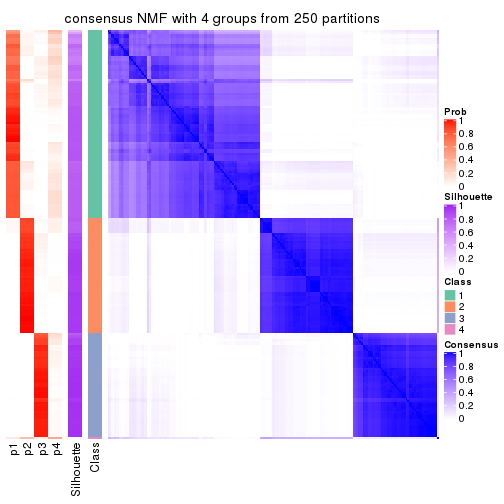 consensus NMF with 4 groups from 250 partitions
Prob
1
0.8
0.6
0.4
0.2
0
Silhouette
1
0.8
0.6
0.4
0.2
0
Class
1
2
3
4
Consensus
1
0.8
0.6
0.4
0.2
0
p1
p2
p3
p4
Silhouette
Class